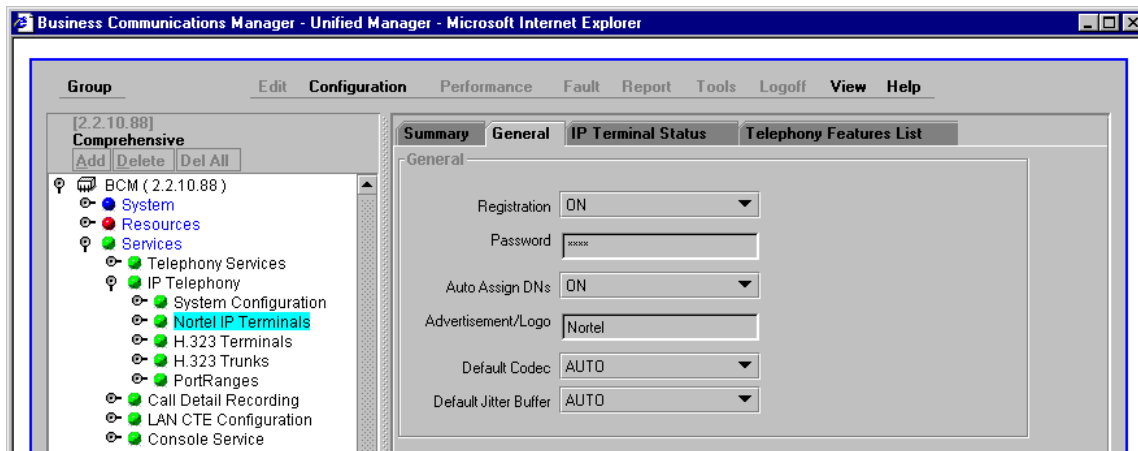 Business Communications Manager - Unified Manager - Microsoft Internet Explorer
Group Edit Configuration Performance Fault Report Tools Logoff View Help
[2.2.10.88]
Comprehensive
Add Delete Del All
BCM ( 2.2.10.88 )
System
Resources
Services
Telephony Services
IP Telephony
System Configuration
Nortel IP Terminals
H.323 Terminals
H.323 Trunks
PortRanges
Call Detail Recording
LAN CTE Configuration
Console Service
Summary General IP Terminal Status Telephony Features List
General
Registration ON
Password ××××
Auto Assign DNs ON
Advertisement/Logo Nortel
Default Codec AUTO
Default Jitter Buffer AUTO